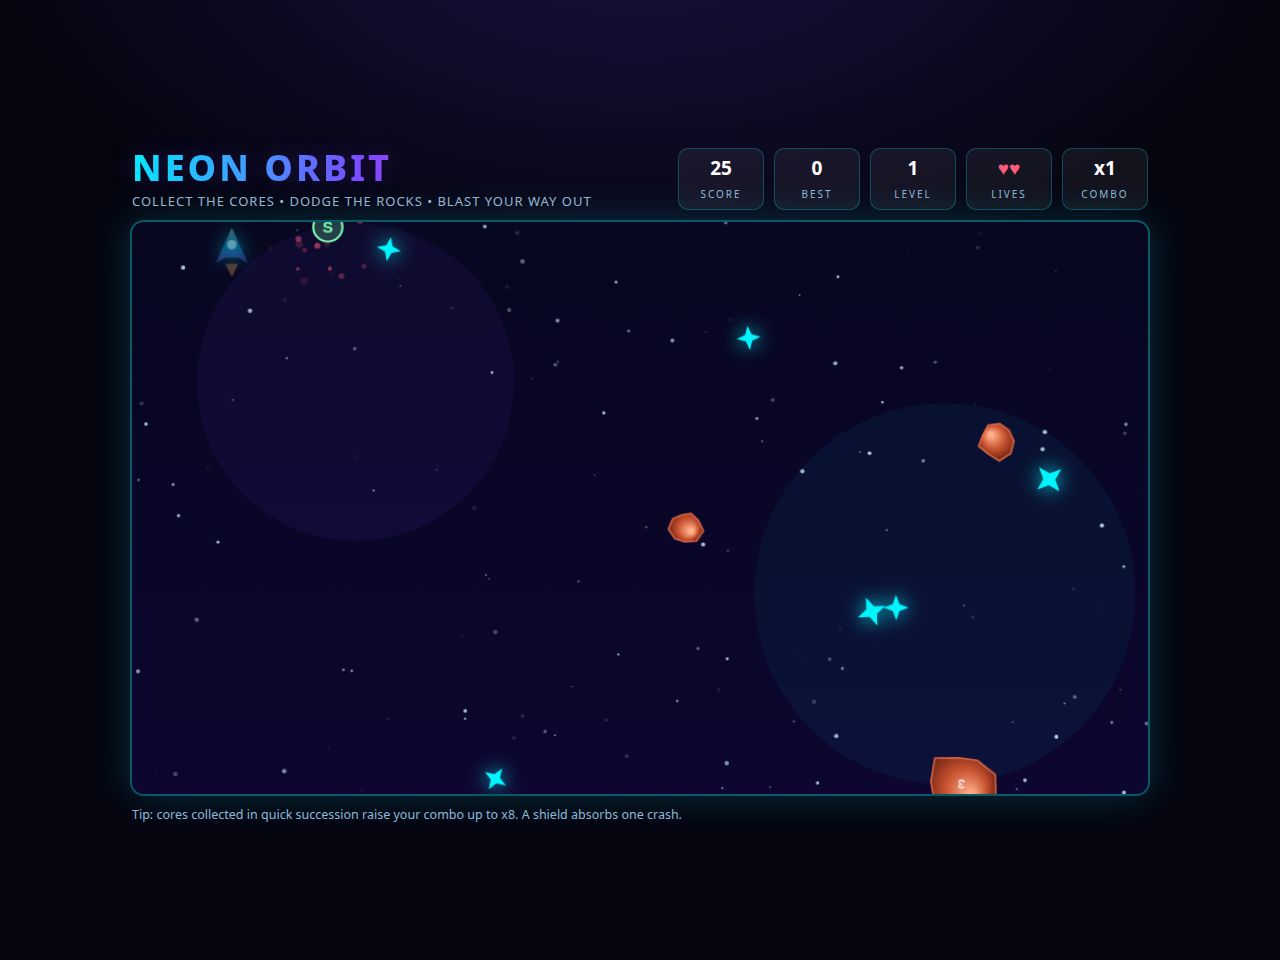 NEON ORBIT
COLLECT THE CORES • DODGE THE ROCKS • BLAST YOUR WAY OUT
25
SCORE
0
BEST
1
LEVEL
♥♥
LIVES
x1
COMBO
S
3
Tip: cores collected in quick succession raise your combo up to x8. A shield absorbs one crash.